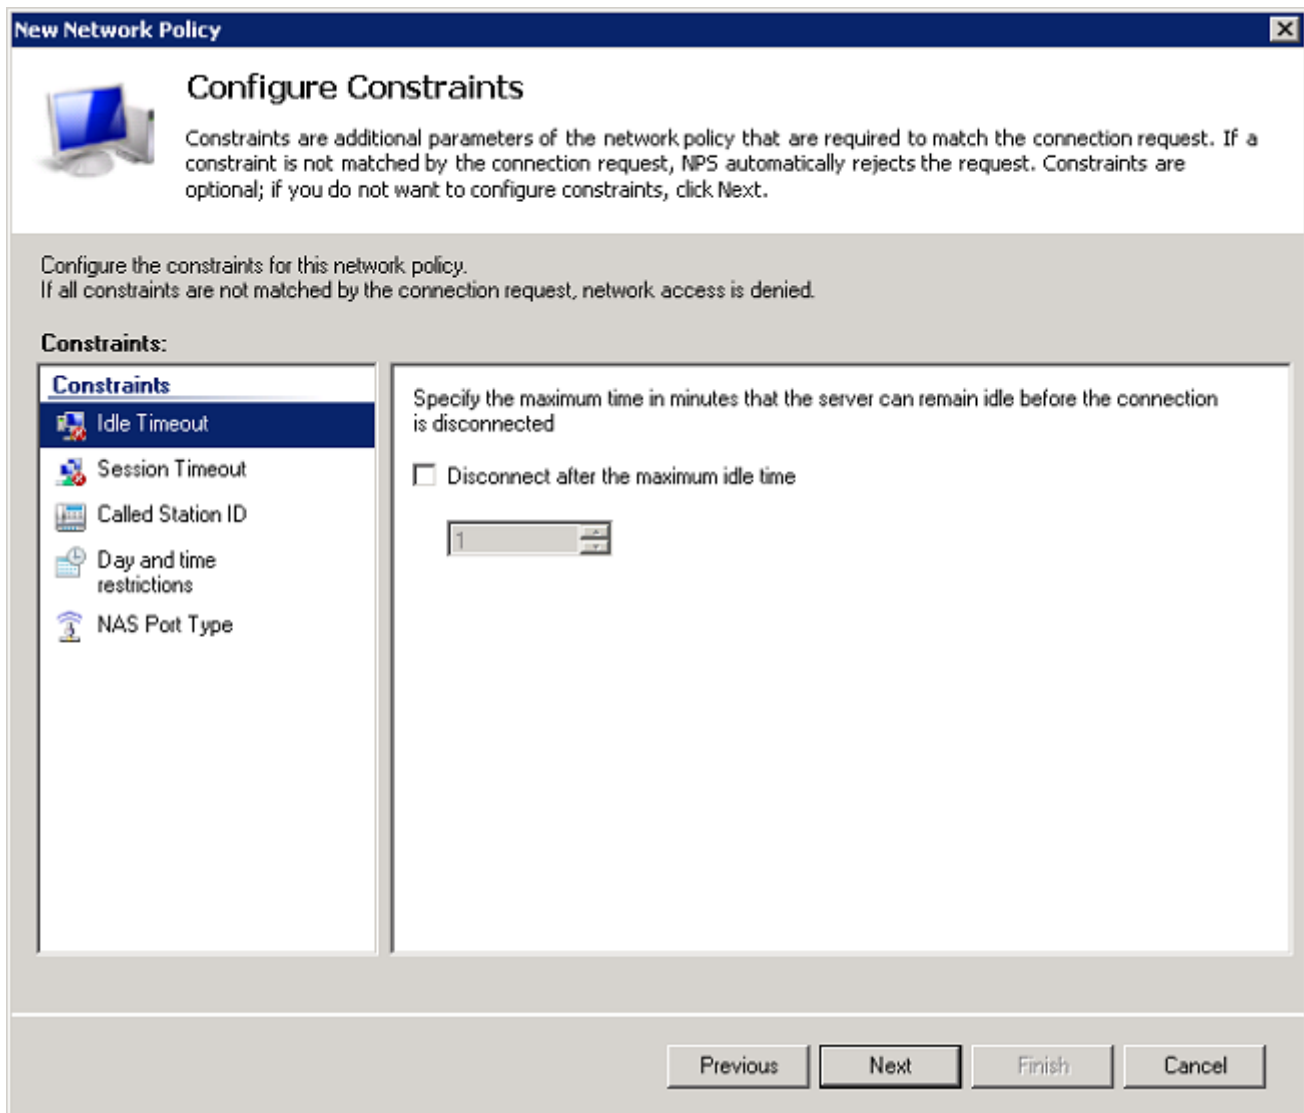 New Network Policy
Configure Constraints
Constraints are additional parameters of the network policy that are required to match the connection request. If a
constraint is not matched by the connection request, NPS automatically rejects the request. Constraints are
optional; if you do not want to configure constraints, click Next.
Configure the constraints for this network policy.
If all constraints are not matched by the connection request, network access is denied.
Constraints:
Constraints
Idle Timeout
Session Timeout
Called Station ID
Day and time
restrictions
NAS Port Type
Specify the maximum time in minutes that the server can remain idle before the connection
is disconnected
Disconnect after the maximum idle time
1
Previous
Next
Finish
Cancel